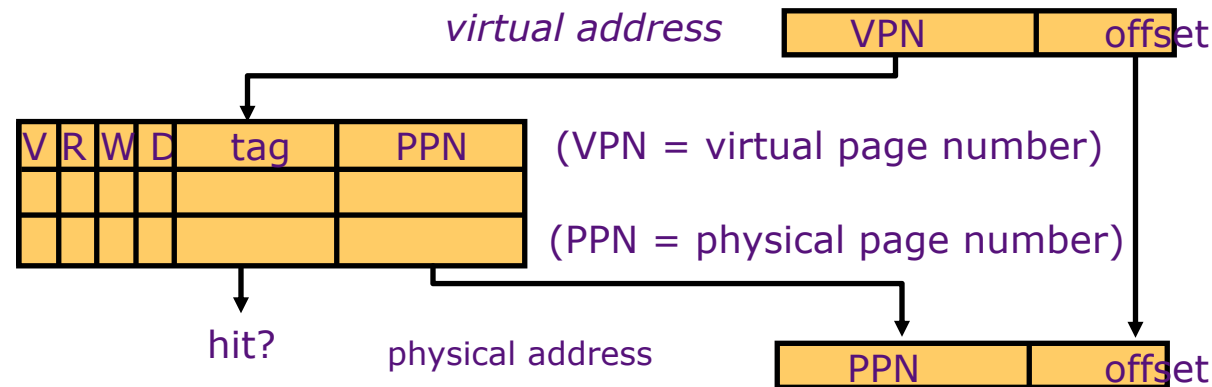 virtual address VPN offset
V R W D tag PPN (VPN = virtual page number)
(PPN = physical page number)
hit? physical address PPN offset